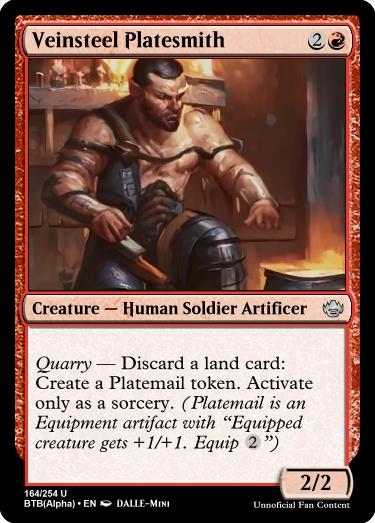 Veinsteel Platesmith 2
Creature — Human Soldier Artificer
Quarry — Discard a land card:
Create a Platemail token. Activate
only as a sorcery. (Platemail is an
Equipment artifact with “Equipped
creature gets +1/+1. Equip 2”)
2/2
164/254 U
BTB(Alpha) • EN DALLE-Mini
Unofficial Fan Content